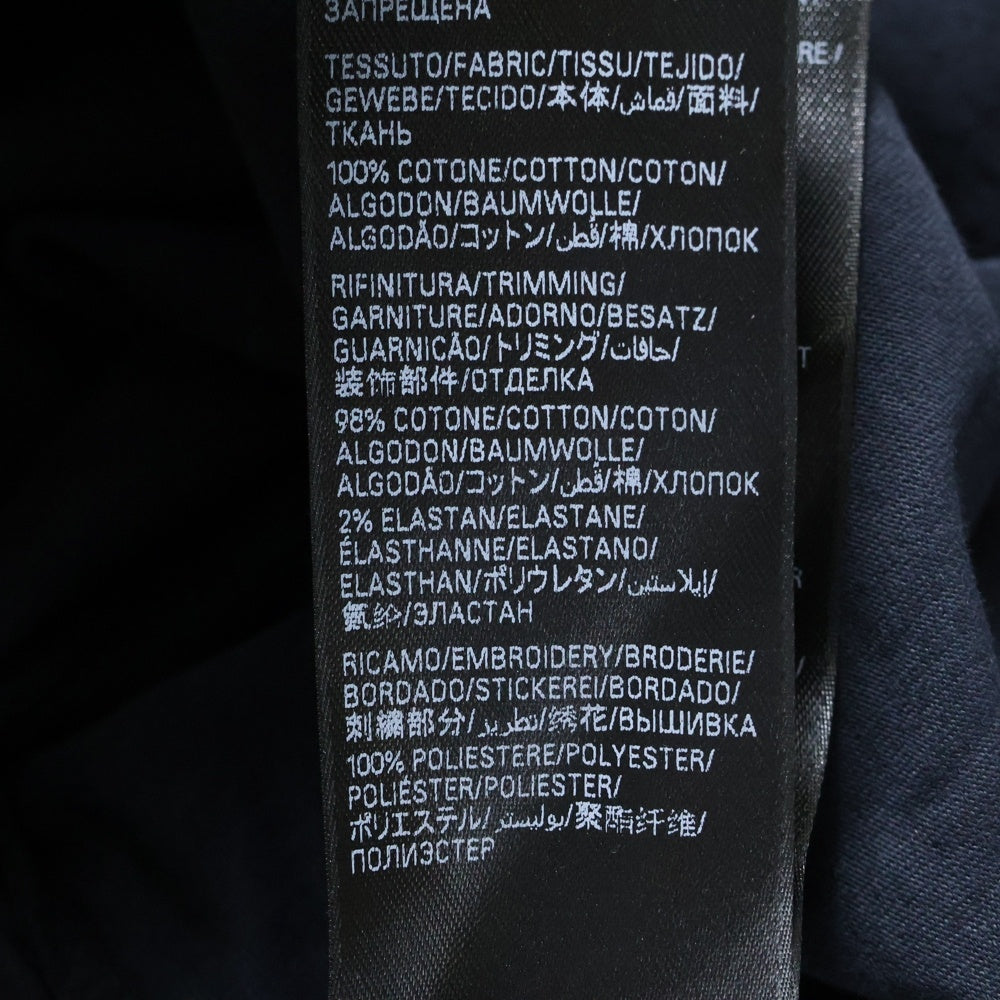 ЗАПРЕЩЕНА
TESSUTO/FABRIC/TISSU/TEJIDO/
GEWEBE/TECIDO/本体/قماش/面料/
ТКАНЬ
100% COTONE/COTTON/COTON/
ALGODON/BAUMWOLLE/
ALGODÃO/コットン/قطن/棉/ХЛОПОК
RIFINITURA/TRIMMING/
GARNITURE/ADORNO/BESATZ/
GUARNICÃO/トリミング/حافات/
装饰部件/ОТДЕЛКА
98% COTONE/COTTON/COTON/
ALGODON/BAUMWOLLE/
ALGODÃO/コットン/قطن/棉/ХЛОПОК
2% ELASTAN/ELASTANE/
ÉLASTHANNE/ELASTANO/
ELASTHAN/ポリウレタン/إيلاستين/
氨纶/ЭЛАСТАН
RICAMO/EMBROIDERY/BRODERIE/
BORDADO/STICKEREI/BORDADO/
刺繍部分/تطريز/绣花/ВЫШИВКА
100% POLIESTERE/POLYESTER/
POLIÉSTER/POLIESTER/
ポリエステル/بوليستر/聚酯纤维/
ПОЛИЭСТЕР
RE/
T
R
/